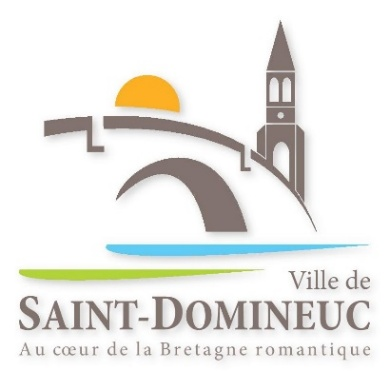 Ville de
SAINT-DOMINEUC
Au cœur de la Bretagne romantique